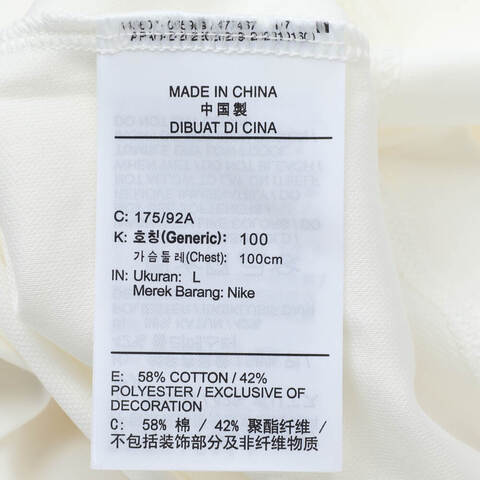 MADE IN CHINA
中国製
DIBUAT DI CINA
C: 175/92A
K: 호칭(Generic): 100
가슴둘레(Chest): 100cm
IN: Ukuran: L
Merek Barang: Nike
E: 58% COTTON / 42%
POLYESTER / EXCLUSIVE OF
DECORATION
C: 58% 棉 / 42% 聚酯纤维 /
不包括装饰部分及非纤维物质